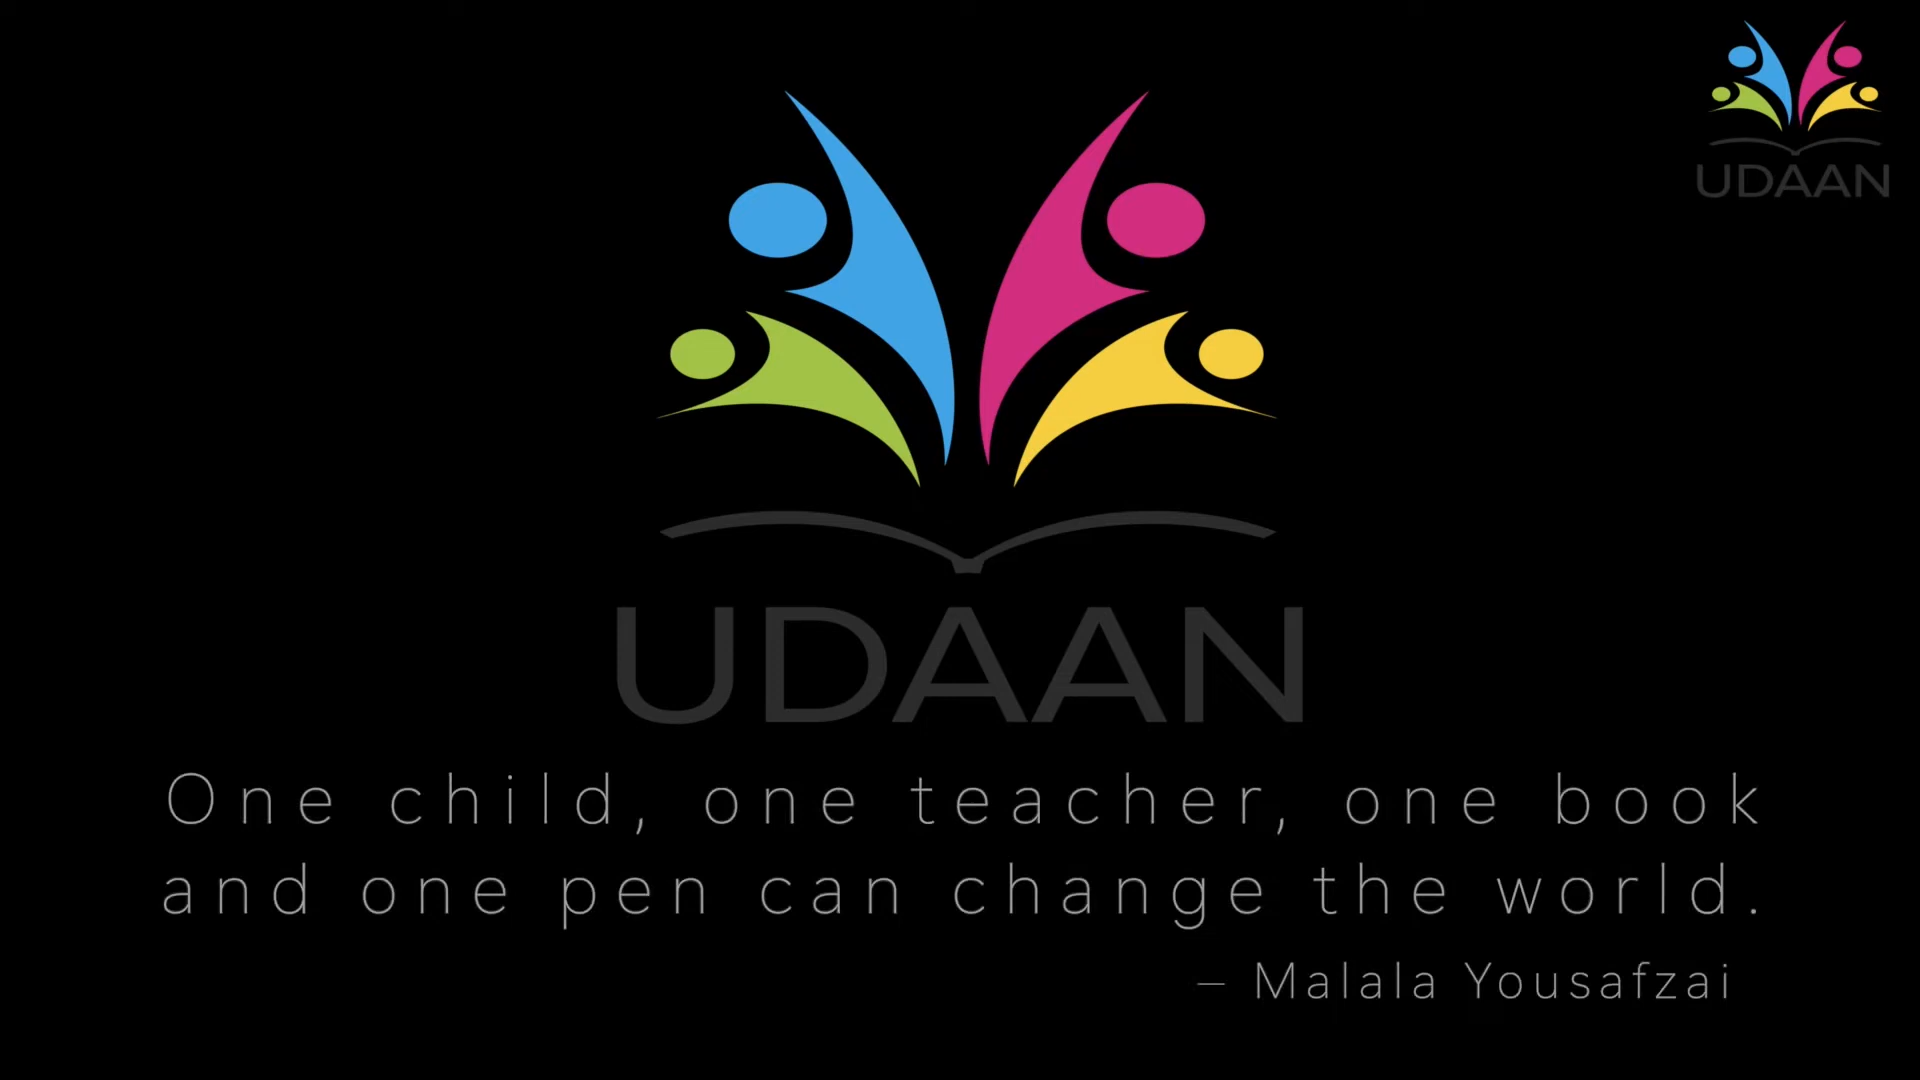 UDAAN
UDAAN
One child, one teacher, one book
and one pen can change the world.
– Malala Yousafzai